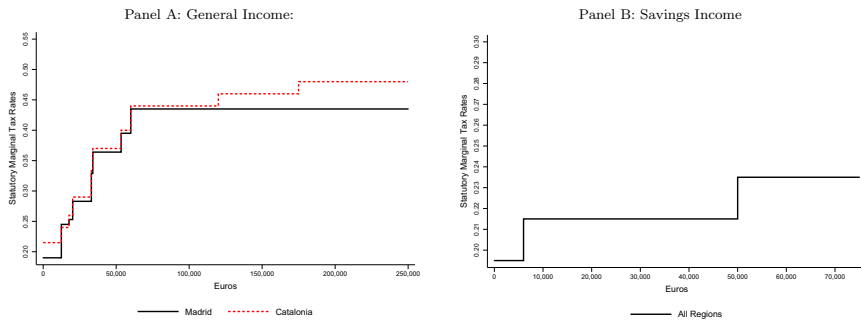 Panel A: General Income:
Statutory Marginal Tax Rates
0.55
0.50
0.45
0.40
0.35
0.30
0.25
0.20
0 50,000 100,000 150,000 200,000 250,000
Euros
Madrid Catalonia
Panel B: Savings Income
Statutory Marginal Tax Rates
0.30
0.29
0.28
0.26
0.25
0.24
0.23
0.22
0.21
0.20
0 10,000 20,000 30,000 40,000 50,000 60,000 70,000
Euros
All Regions